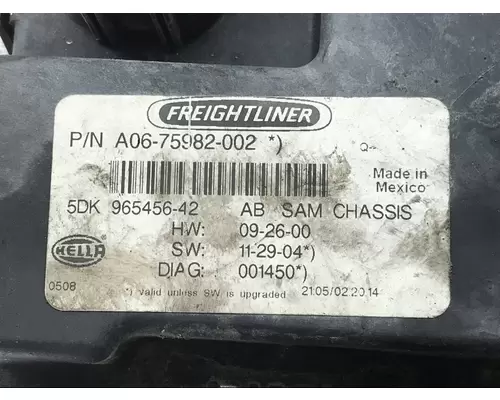 FREIGHTLINER
P/N A06-75982-002 *)
Q-
Made in
Mexico
5DK 965456-42 AB SAM CHASSIS
HW: 09-26-00
SW: 11-29-04*)
DIAG: 001450*)
HELLA
0508 *) valid unless SW is upgraded 21 05/02 2014